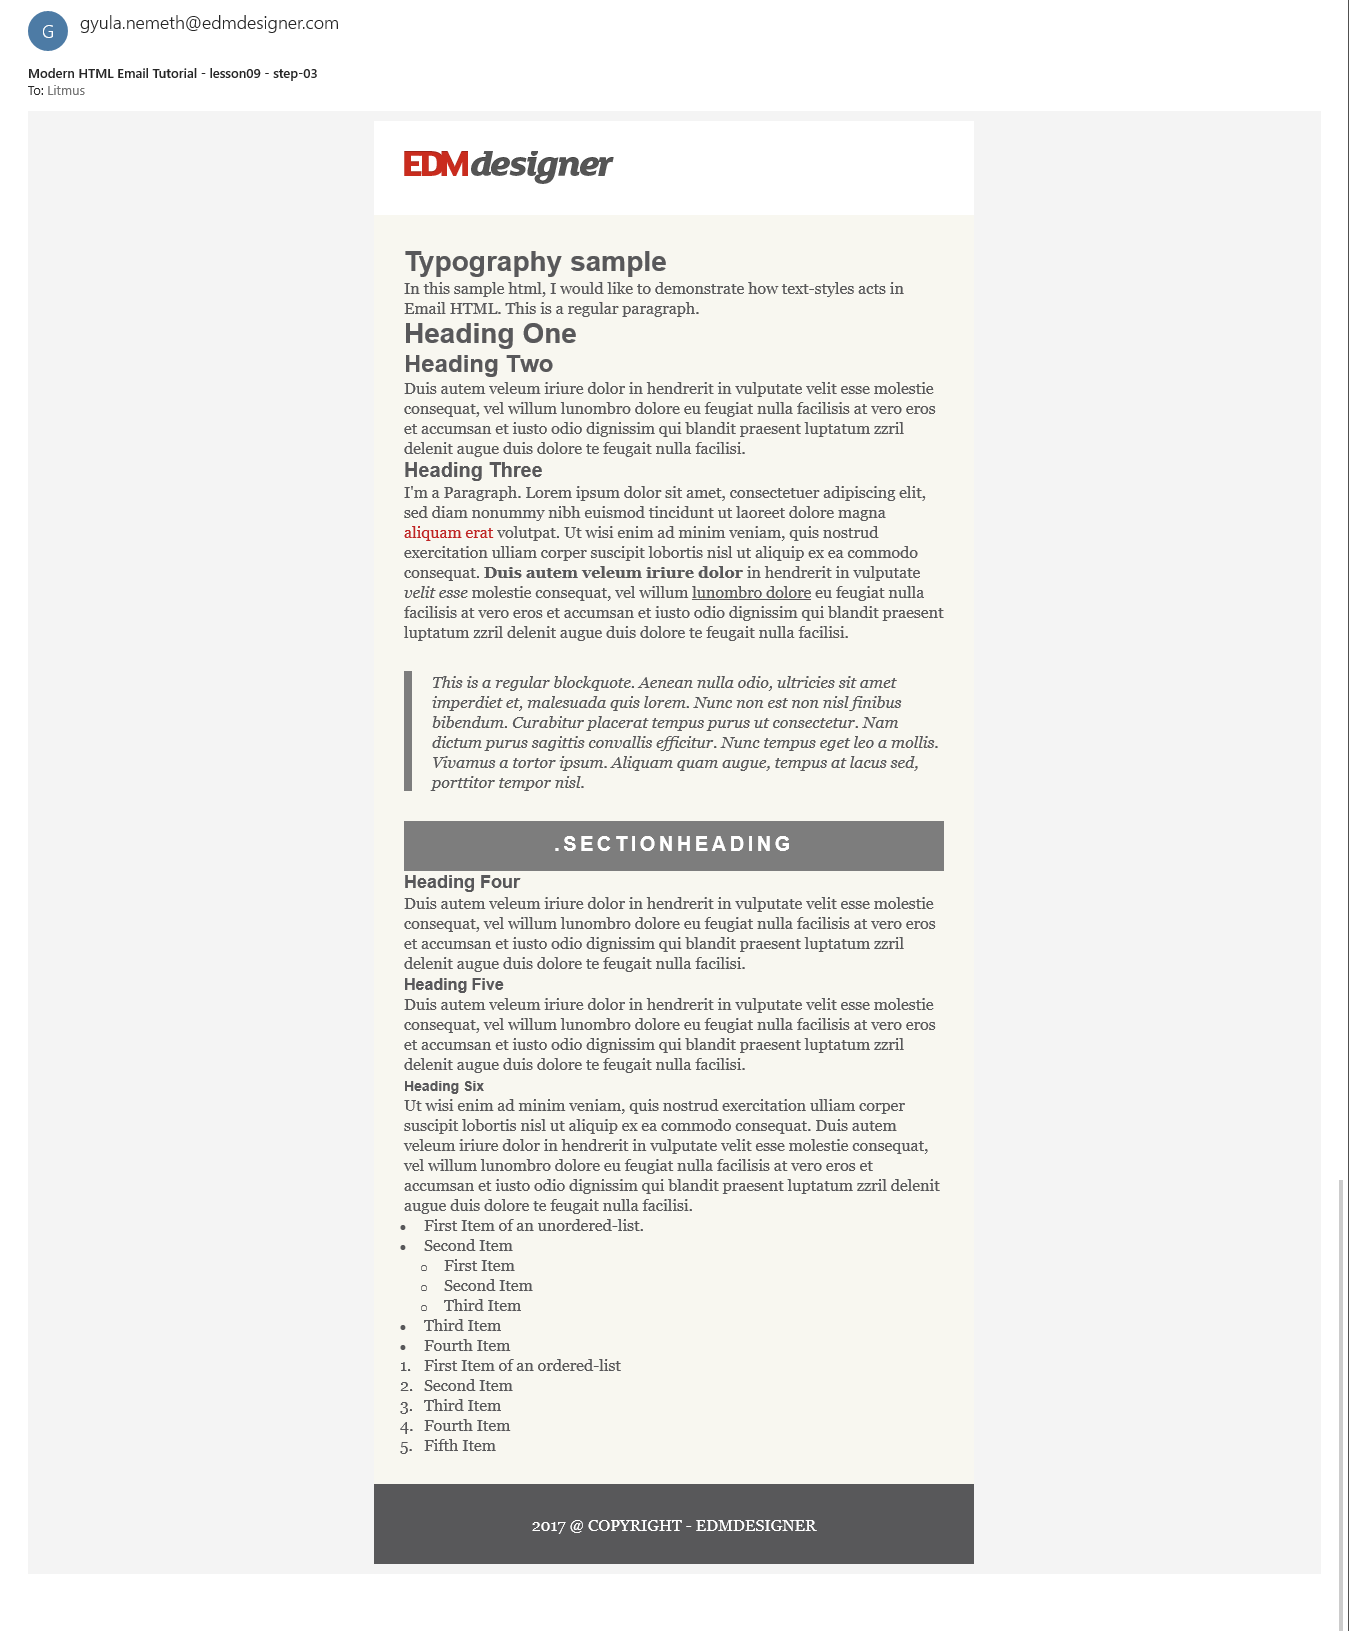 G
gyula.nemeth@edmdesigner.com
Modern HTML Email Tutorial - lesson09 - step-03
To: Litmus
EDMdesigner
Typography sample
In this sample html, I would like to demonstrate how text-styles acts in
Email HTML. This is a regular paragraph.
Heading One
Heading Two
Duis autem veleum iriure dolor in hendrerit in vulputate velit esse molestie
consequat, vel willum lunombro dolore eu feugiat nulla facilisis at vero eros
et accumsan et iusto odio dignissim qui blandit praesent luptatum zzril
delenit augue duis dolore te feugait nulla facilisi.
Heading Three
I'm a Paragraph. Lorem ipsum dolor sit amet, consectetuer adipiscing elit,
sed diam nonummy nibh euismod tincidunt ut laoreet dolore magna
aliquam erat volutpat. Ut wisi enim ad minim veniam, quis nostrud
exercitation ulliam corper suscipit lobortis nisl ut aliquip ex ea commodo
consequat. Duis autem veleum iriure dolor in hendrerit in vulputate
velit esse molestie consequat, vel willum lunombro dolore eu feugiat nulla
facilisis at vero eros et accumsan et iusto odio dignissim qui blandit praesent
luptatum zzril delenit augue duis dolore te feugait nulla facilisi.
This is a regular blockquote. Aenean nulla odio, ultricies sit amet
imperdiet et, malesuada quis lorem. Nunc non est non nisl finibus
bibendum. Curabitur placerat tempus purus ut consectetur. Nam
dictum purus sagittis convallis efficitur. Nunc tempus eget leo a mollis.
Vivamus a tortor ipsum. Aliquam quam augue, tempus at lacus sed,
porttitor tempor nisl.
.SECTIONHEADING
Heading Four
Duis autem veleum iriure dolor in hendrerit in vulputate velit esse molestie
consequat, vel willum lunombro dolore eu feugiat nulla facilisis at vero eros
et accumsan et iusto odio dignissim qui blandit praesent luptatum zzril
delenit augue duis dolore te feugait nulla facilisi.
Heading Five
Duis autem veleum iriure dolor in hendrerit in vulputate velit esse molestie
consequat, vel willum lunombro dolore eu feugiat nulla facilisis at vero eros
et accumsan et iusto odio dignissim qui blandit praesent luptatum zzril
delenit augue duis dolore te feugait nulla facilisi.
Heading Six
Ut wisi enim ad minim veniam, quis nostrud exercitation ulliam corper
suscipit lobortis nisl ut aliquip ex ea commodo consequat. Duis autem
veleum iriure dolor in hendrerit in vulputate velit esse molestie consequat,
vel willum lunombro dolore eu feugiat nulla facilisis at vero eros et
accumsan et iusto odio dignissim qui blandit praesent luptatum zzril delenit
augue duis dolore te feugait nulla facilisi.
• First Item of an unordered-list.
• Second Item
o First Item
o Second Item
o Third Item
• Third Item
• Fourth Item
1. First Item of an ordered-list
2. Second Item
3. Third Item
4. Fourth Item
5. Fifth Item
2017 @ COPYRIGHT - EDMDESIGNER